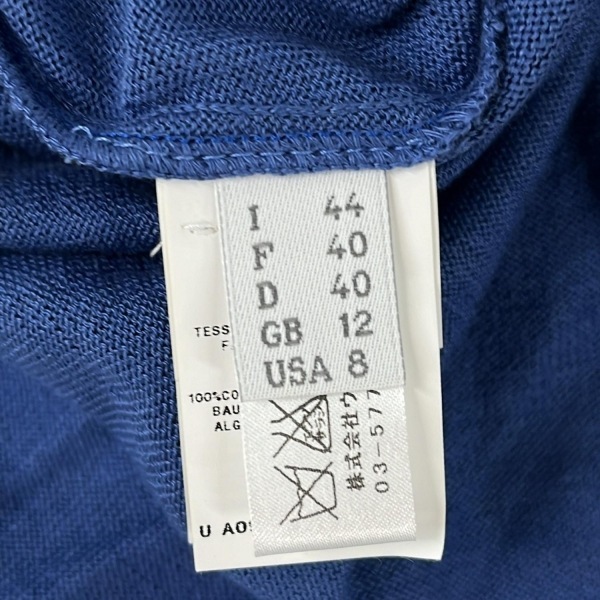 I 44
F 40
D 40
GB 12
USA 8
TESS
F
100%CO
BAU
ALG
U AO
株式会社ウ
03-577